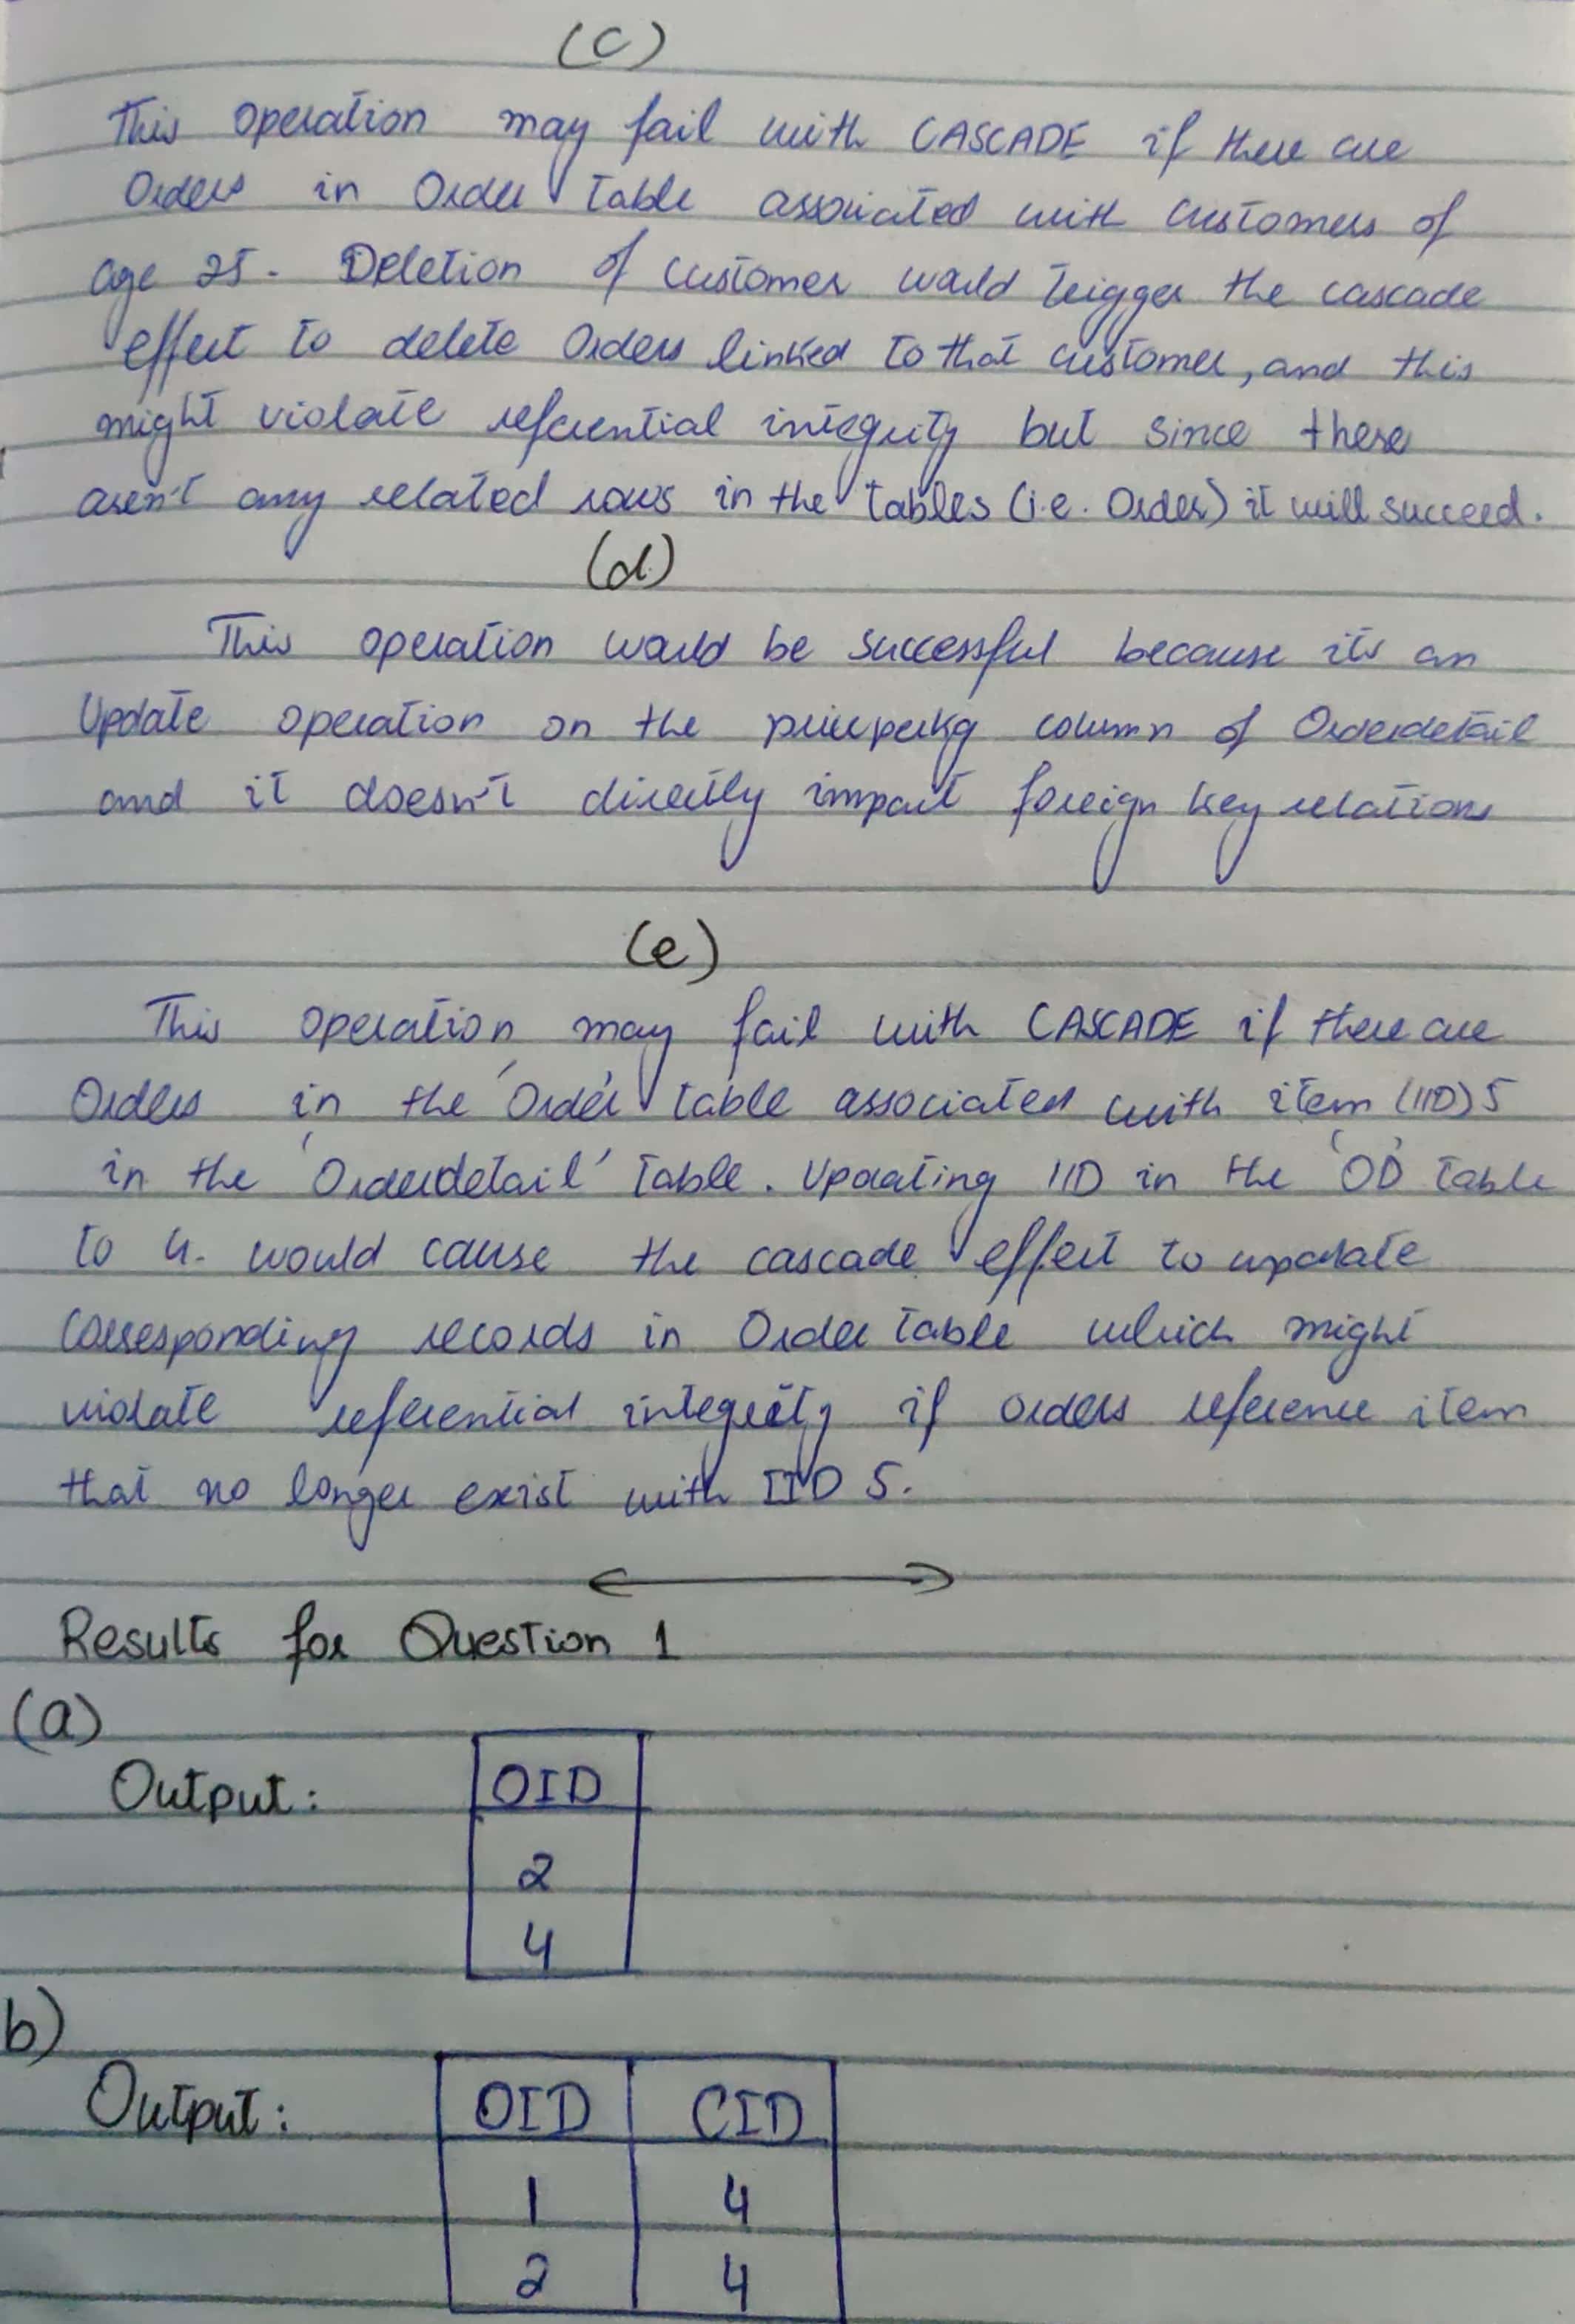 (c)
This operation may fail with CASCADE if there are
Orders in Order Table associated with customers of
age 25. Deletion of customer would trigger the cascade
effect to delete Orders linked to that customer, and this
might violate referential integrity but since there
aren't any related rows in the tables (i.e. Order) it will succeed.
(d)
This operation would be successful because its an
Update operation on the priceperkg column of Orderdetail
and it doesn't directly impact foreign key relations
(e)
This operation may fail with CASCADE if there are
Orders in the 'Order' table associated with item (IID) 5
in the 'Orderdetail' Table. Updating IID in the 'OD' table
to 4. would cause the cascade effect to update
corresponding records in Order table which might
violate referential integrity if orders reference item
that no longer exist with IID 5.
Results for Question 1
(a)
Output: OID
2
4
b)
Output: OID CID
1 4
2 4